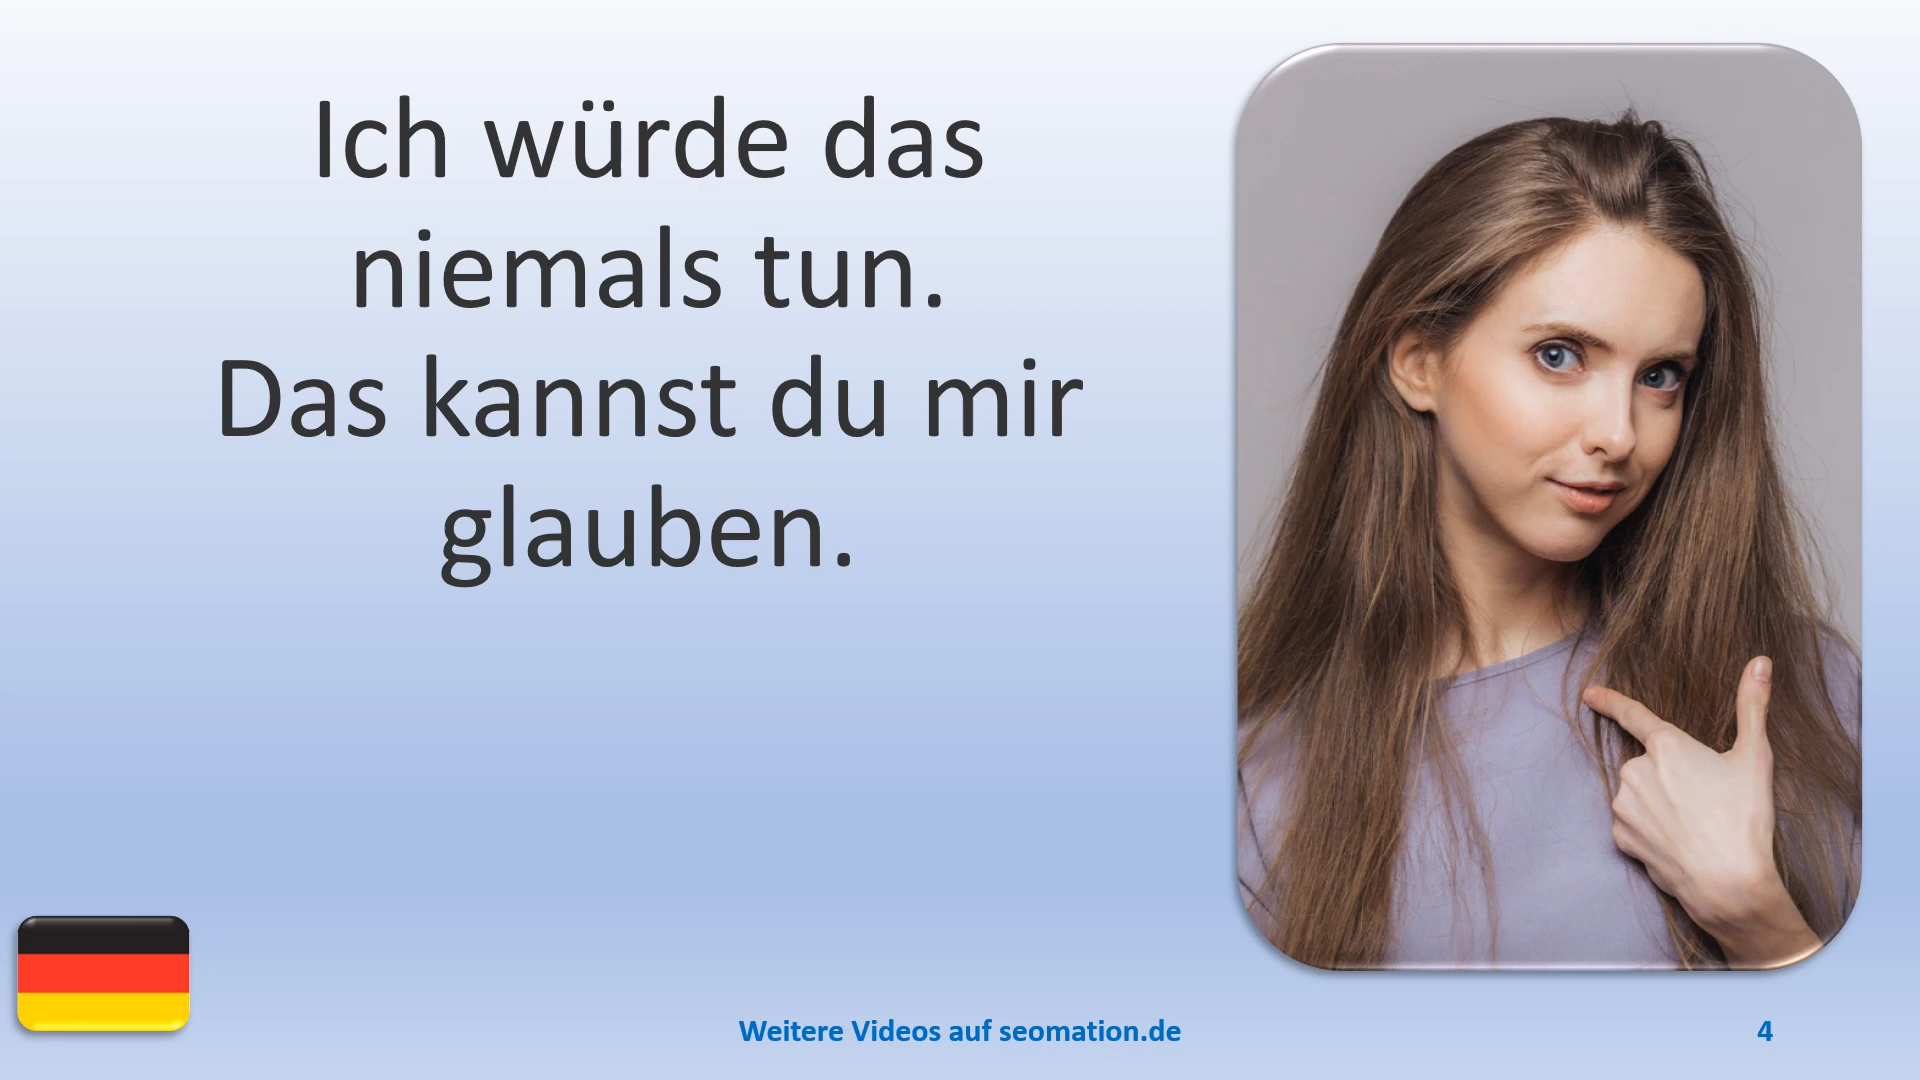 Ich würde das
niemals tun.
Das kannst du mir
glauben.
Weitere Videos auf seomation.de
4